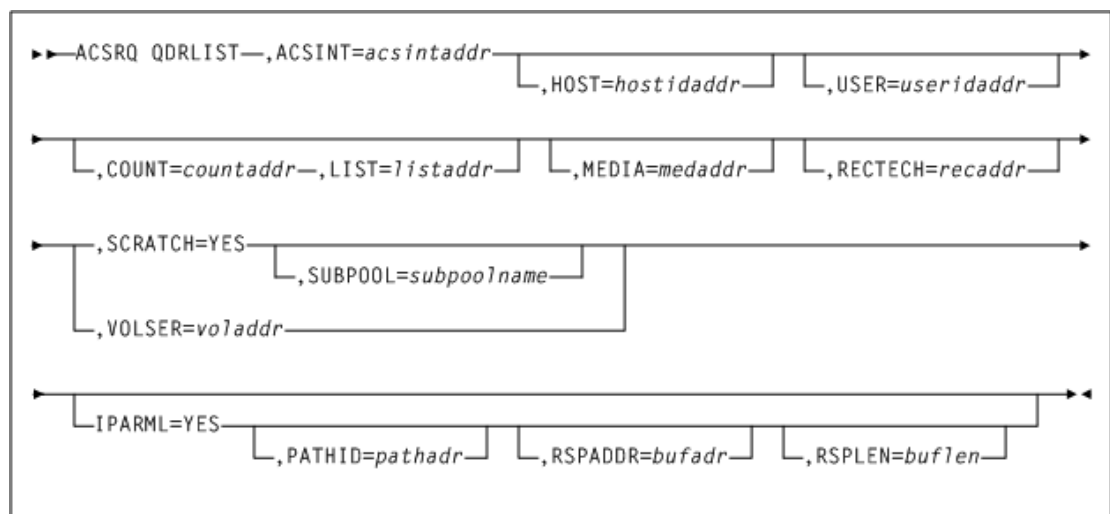 ACSRQ QDRLIST ,ACSINT=acsintaddr
,HOST=hostidaddr ,USER=useridaddr
,COUNT=countaddr ,LIST=listaddr ,MEDIA=medaddr ,RECTECH=recaddr
,SCRATCH=YES
,SUBPOOL=subpoolname
,VOLSER=voladdr
IPARML=YES
,PATHID=pathadr ,RSPADDR=bufadr ,RSPLEN=buflen